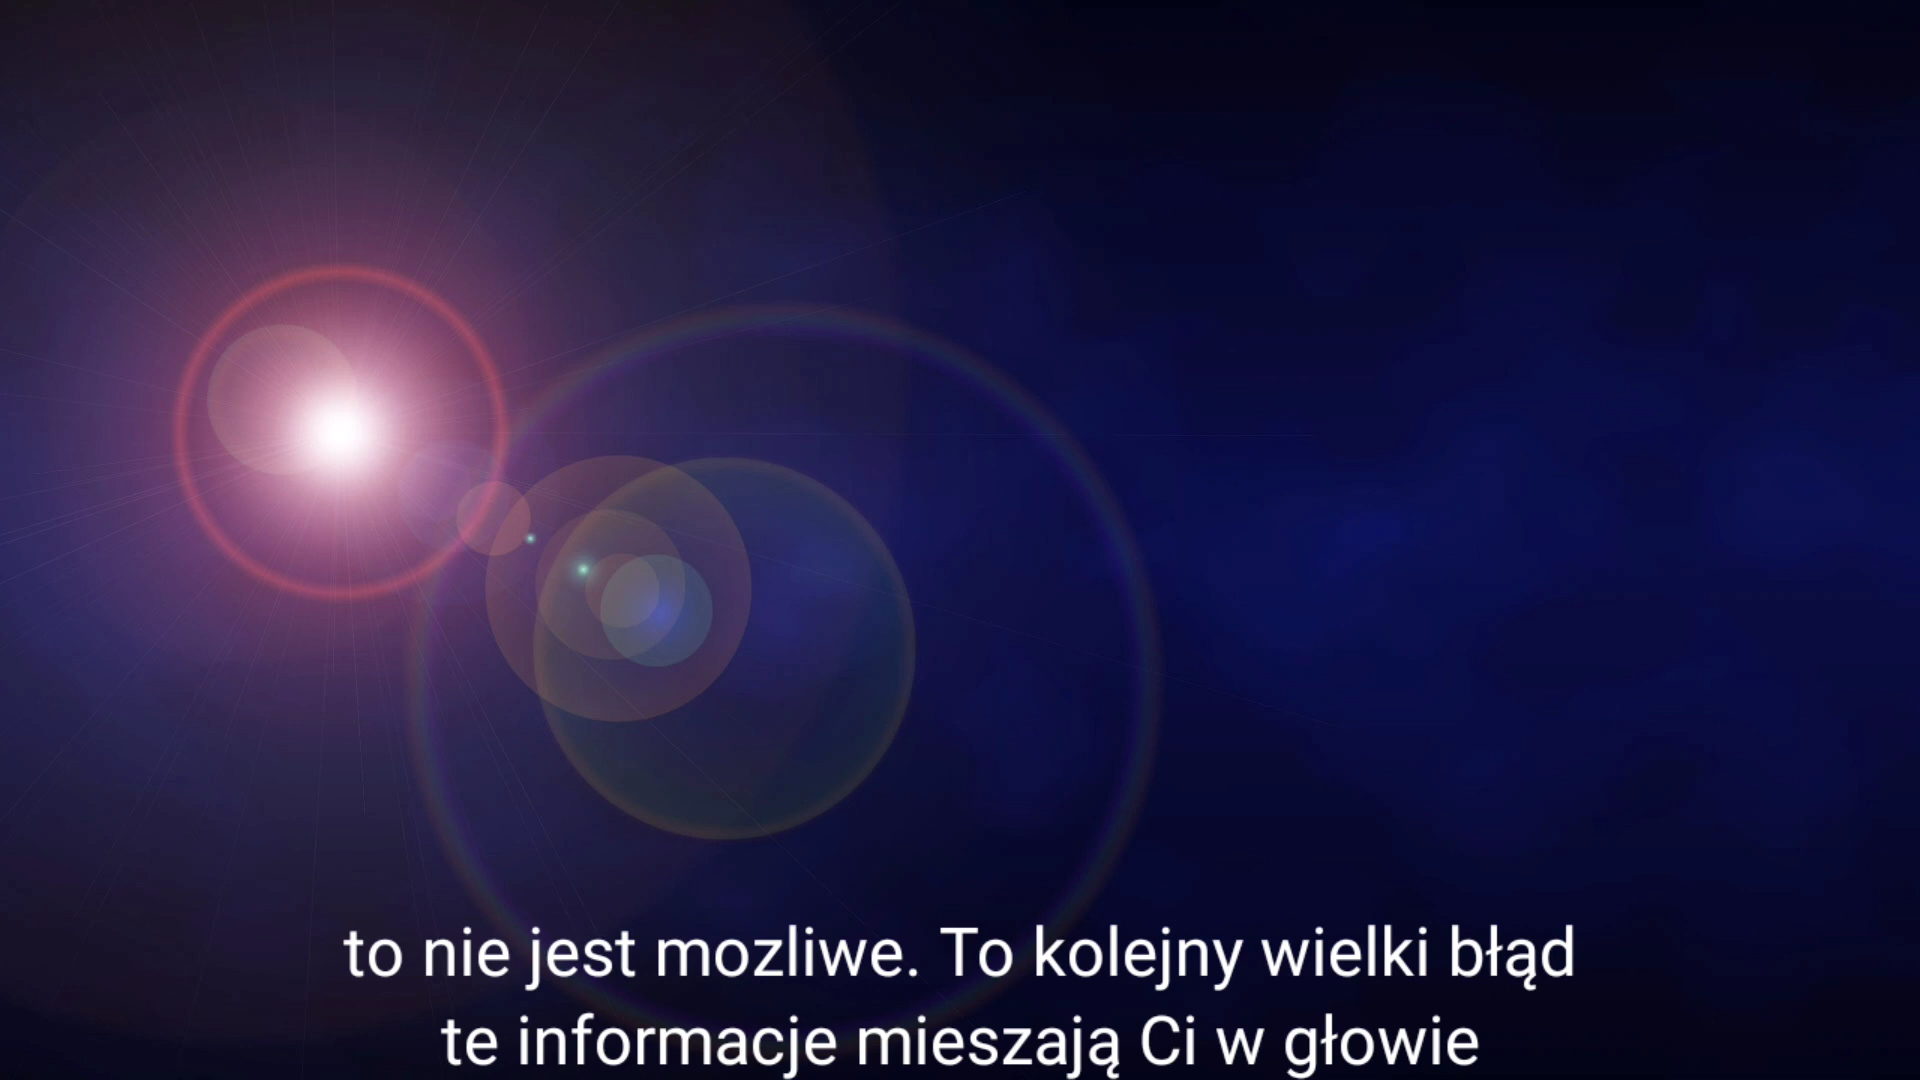 to nie jest mozliwe. To kolejny wielki błąd
te informacje mieszają Ci w głowie